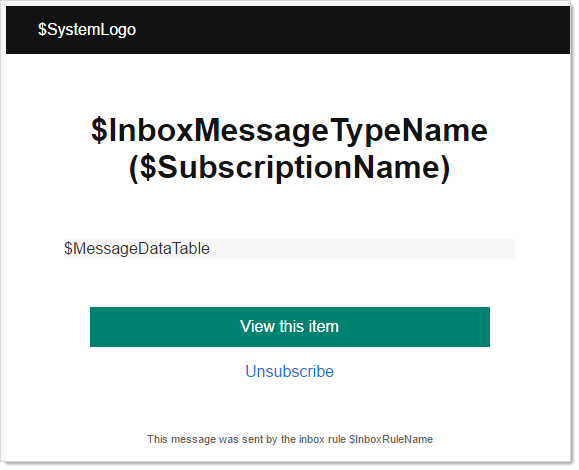 $SystemLogo
$InboxMessageTypeName
($SubscriptionName)
$MessageDataTable
View this item
Unsubscribe
This message was sent by the inbox rule $InboxRuleName